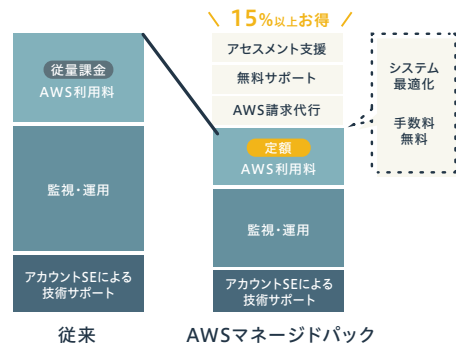 15%以上お得
従量課金
AWS利用料
監視・運用
アカウントSEによる
技術サポート
従来
アセスメント支援
無料サポート
AWS請求代行
定額
AWS利用料
監視・運用
アカウントSEによる
技術サポート
AWSマネージドパック
システム
最適化
手数料
無料